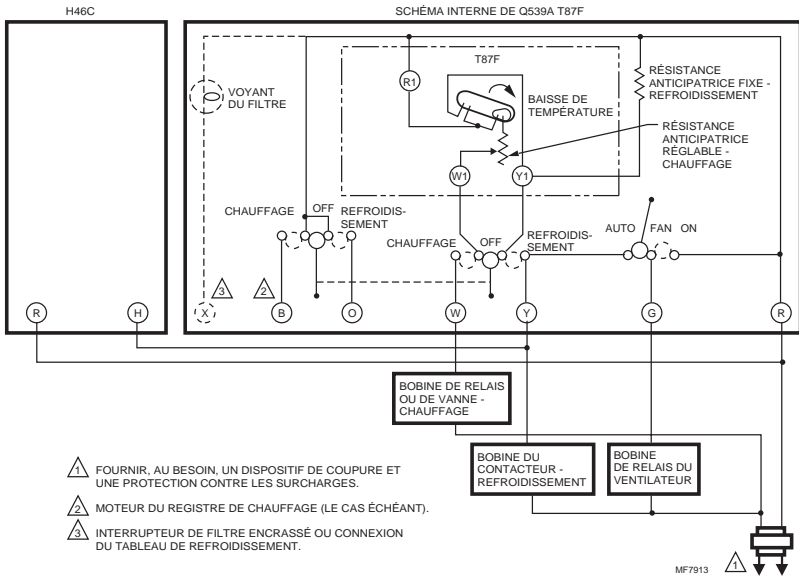 H46C
SCHÉMA INTERNE DE Q539A T87F
T87F
R1
VOYANT
DU FILTRE
BAISSE DE
TEMPÉRATURE
RÉSISTANCE
ANTICIPATRICE FIXE -
REFROIDISSEMENT
RÉSISTANCE
ANTICIPATRICE
RÉGLABLE -
CHAUFFAGE
W1
Y1
CHAUFFAGE
OFF
REFROIDIS-
SEMENT
CHAUFFAGE
OFF
REFROIDIS-
SEMENT
AUTO FAN ON
3
2
R
H
X
B
O
W
Y
G
R
BOBINE DE RELAIS
OU DE VANNE -
CHAUFFAGE
BOBINE DU
CONTACTEUR -
REFROIDISSEMENT
BOBINE
DE RELAIS DU
VENTILATEUR
1 FOURNIR, AU BESOIN, UN DISPOSITIF DE COUPURE ET
UNE PROTECTION CONTRE LES SURCHARGES.
2 MOTEUR DU REGISTRE DE CHAUFFAGE (LE CAS ÉCHÉANT).
3 INTERRUPTEUR DE FILTRE ENCRASSÉ OU CONNEXION
DU TABLEAU DE REFROIDISSEMENT.
MF7913
1